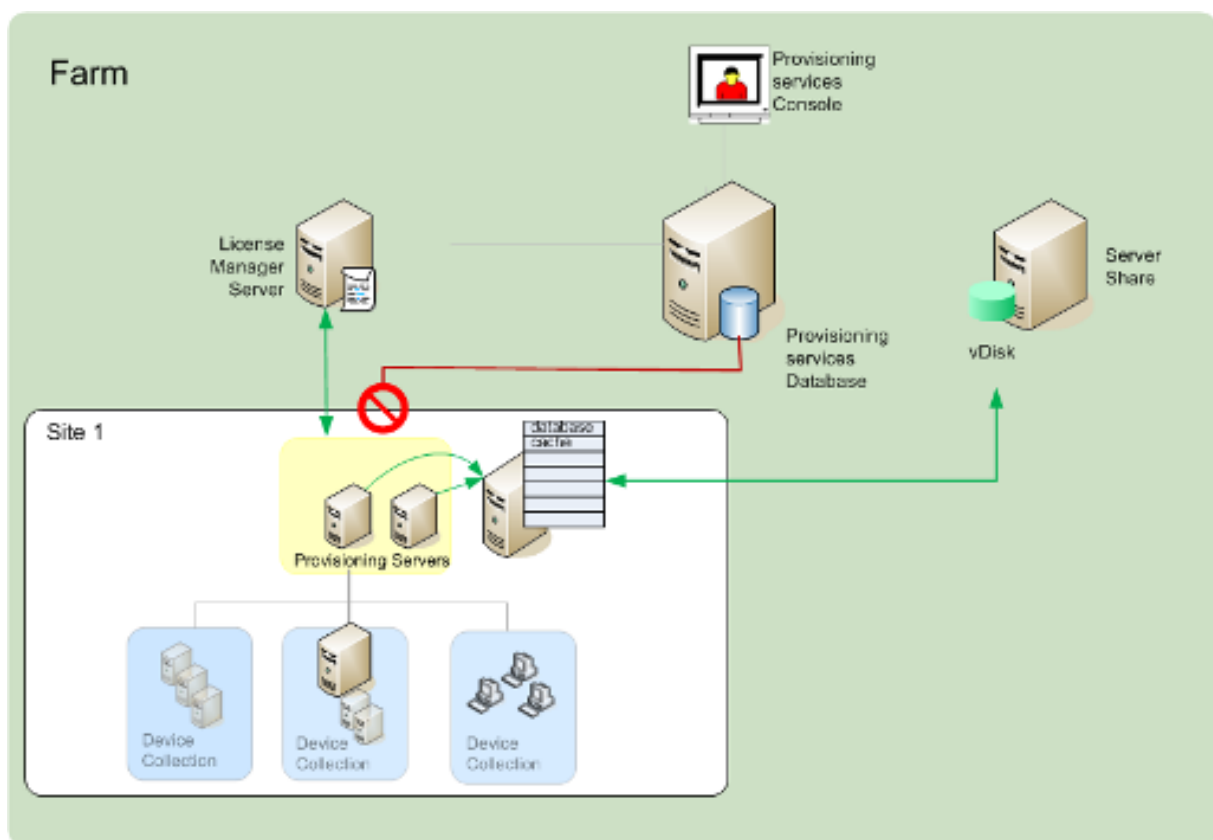 Farm
Provisioning
services
Console
License
Manager
Server
Server
Share
Provisioning
services
Database
vDisk
Site 1
database
cache
Provisioning Servers
Device
Collection
Device
Collection
Device
Collection